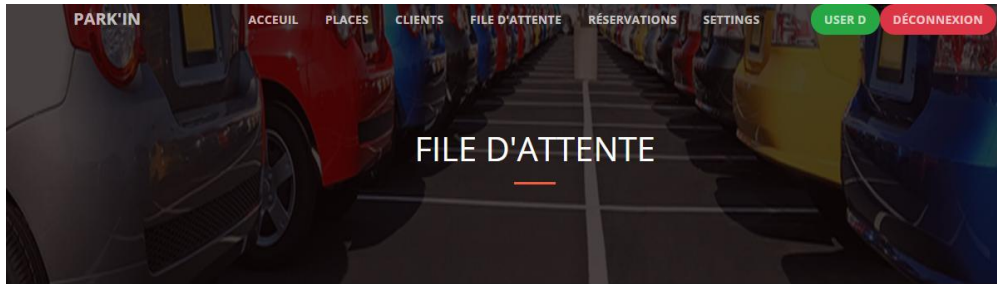 PARK'IN ACCEUIL PLACES CLIENTS FILE D'ATTENTE RÉSERVATIONS SETTINGS USER D DÉCONNEXION
FILE D'ATTENTE